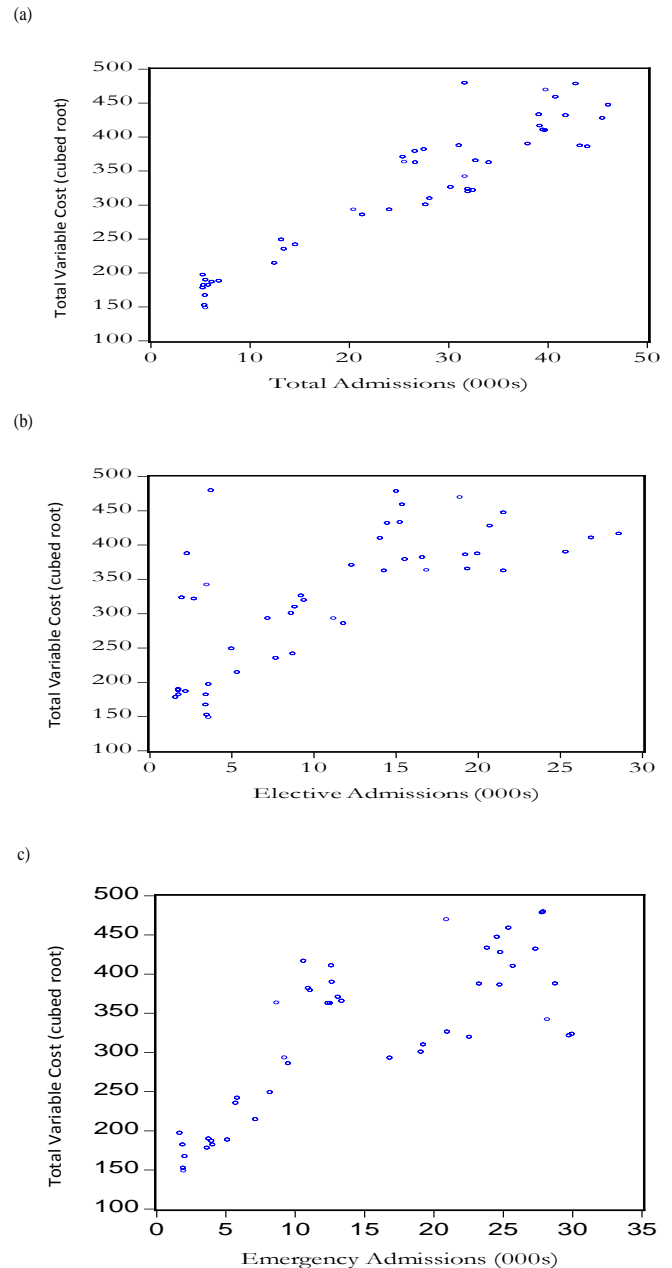 (a)
Total Variable Cost (cubed root)
500
450
400
350
300
250
200
150
100
0 10 20 30 40 50
Total Admissions (000s)
(b)
Total Variable Cost (cubed root)
500
450
400
350
300
250
200
150
100
0 5 10 15 20 25 30
Elective Admissions (000s)
c)
Total Variable Cost (cubed root)
500
450
400
350
300
250
200
150
100
0 5 10 15 20 25 30 35
Emergency Admissions (000s)